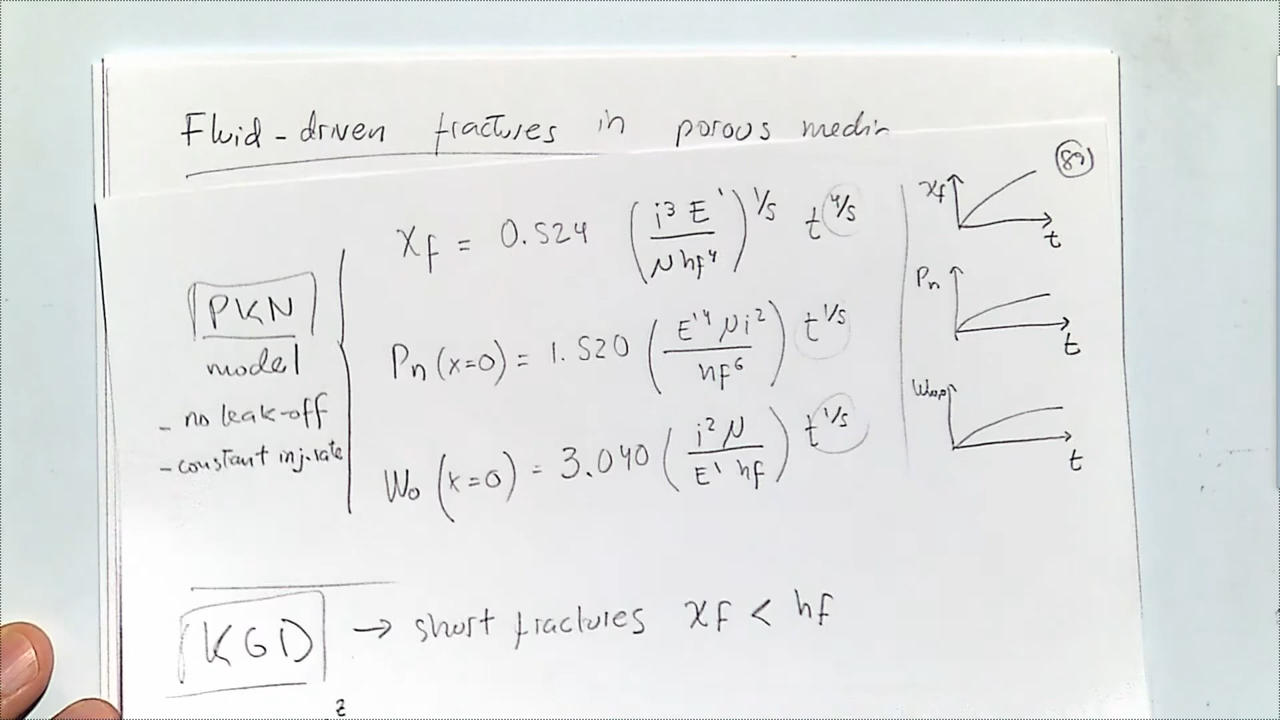 Fluid-driven fractures in porous media
89
PKN
model
- no leak-off
- constant inj. rate
xf = 0.524 (i³ E' / μ hf⁴)^1/5 t^4/5
Pn (x=0) = 1.520 (E'⁴ μ i² / hf⁶) t^1/5
Wo (x=0) = 3.040 (i² μ / E' hf) t^1/5
xf
t
Pn
t
t
KGD → short fractures xf < hf
z